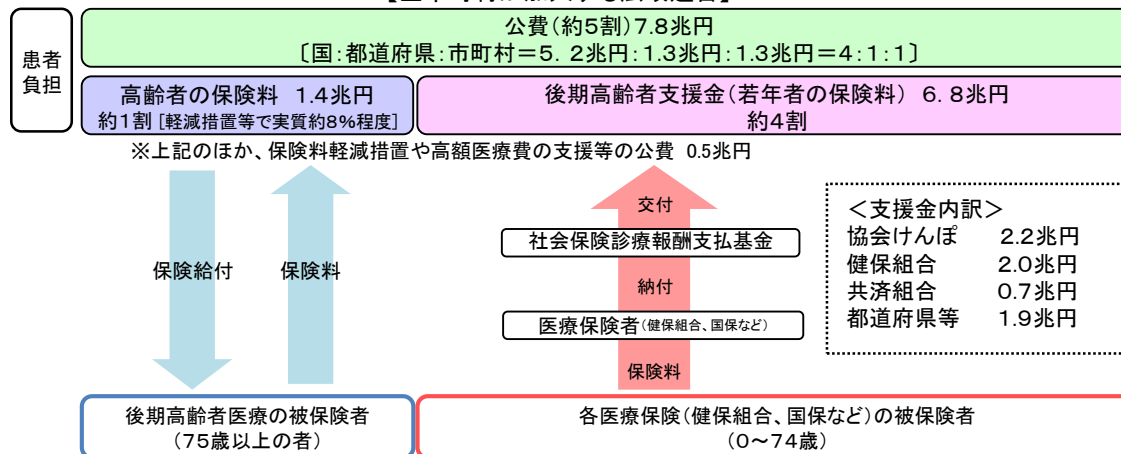 公費(約5割)7.8兆円
〔国:都道府県:市町村=5.2兆円:1.3兆円:1.3兆円=4:1:1〕
患者
負担
高齢者の保険料 1.4兆円
約1割 [軽減措置等で実質約8%程度]
後期高齢者支援金(若年者の保険料) 6.8兆円
約4割
※上記のほか、保険料軽減措置や高額医療費の支援等の公費 0.5兆円
保険給付
保険料
交付
社会保険診療報酬支払基金
納付
医療保険者(健保組合、国保など)
保険料
<支援金内訳>
協会けんぽ 2.2兆円
健保組合 2.0兆円
共済組合 0.7兆円
都道府県等 1.9兆円
後期高齢者医療の被保険者
(75歳以上の者)
各医療保険(健保組合、国保など)の被保険者
(0~74歳)